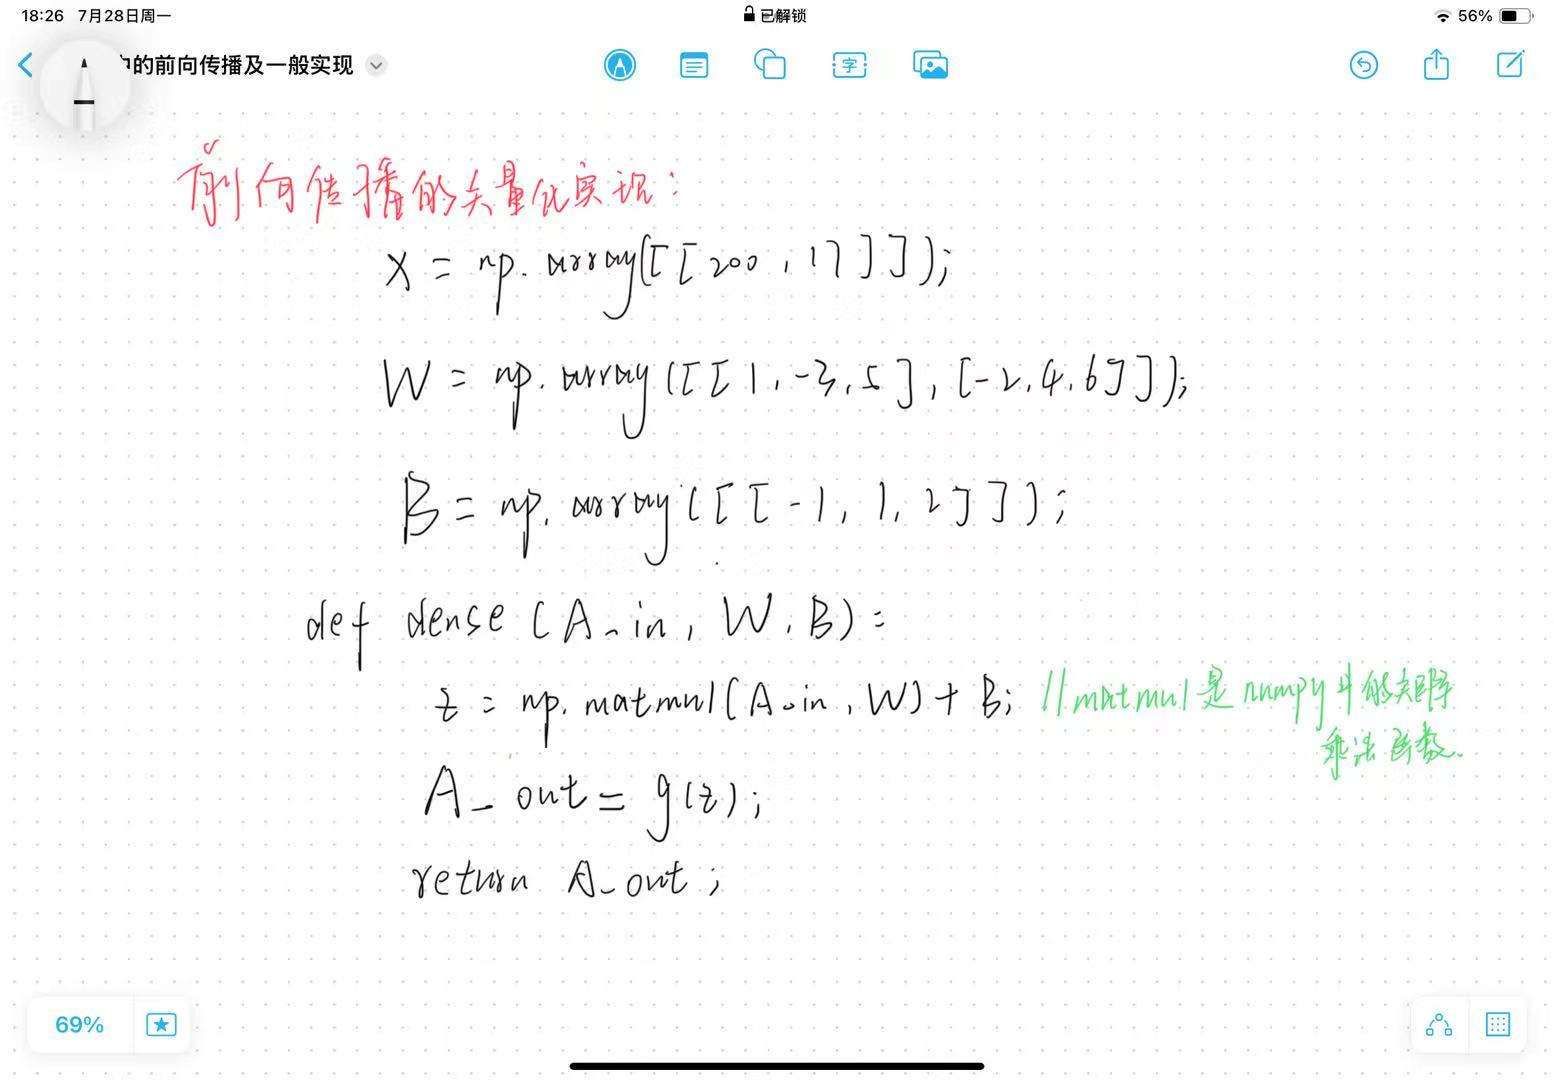 18:26 7月28日周一
已解锁
56%
中的前向传播及一般实现
字
前向传播的矢量化实现:
X = np.array([[200,17]]);
W = np.array([[1,-3,5],[-2,4,6]]);
B = np.array([[-1,1,2]]);
def dense(A_in, W, B):
z = np.matmul(A_in, W) + B; //matmul是numpy中的矩阵
乘法函数.
A_out = g(z);
return A_out;
69%